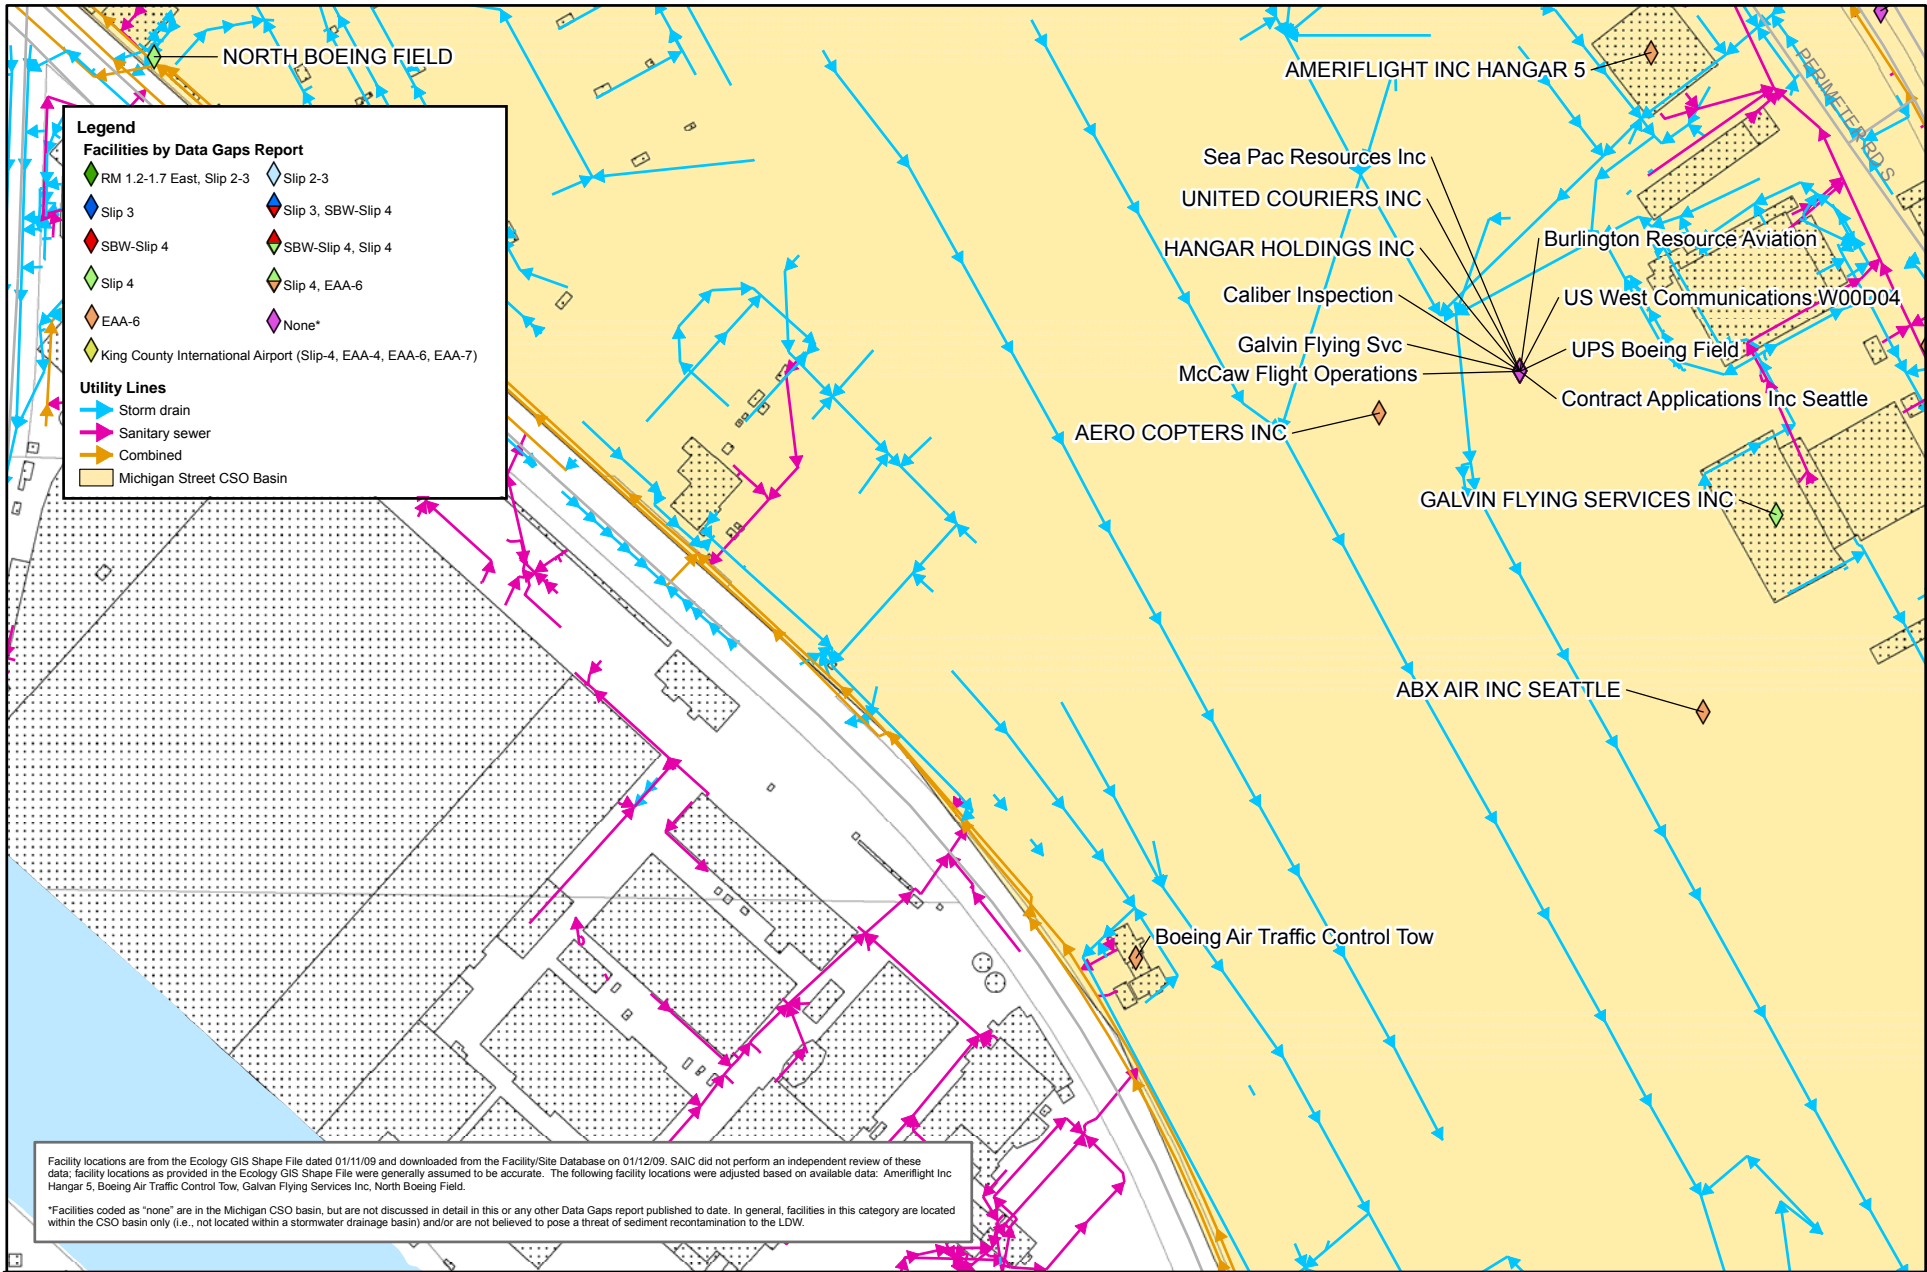 NORTH BOEING FIELD
AMERIFLIGHT INC HANGAR 5
PERIMETER RD S
Legend
Facilities by Data Gaps Report
RM 1.2-1.7 East, Slip 2-3
Slip 2-3
Slip 3
Slip 3, SBW-Slip 4
SBW-Slip 4
SBW-Slip 4, Slip 4
Slip 4
Slip 4, EAA-6
EAA-6
None*
King County International Airport (Slip-4, EAA-4, EAA-6, EAA-7)
Utility Lines
Storm drain
Sanitary sewer
Combined
Michigan Street CSO Basin
Sea Pac Resources Inc
UNITED COURIERS INC
HANGAR HOLDINGS INC
Burlington Resource Aviation
Caliber Inspection
US West Communications W00D04
Galvin Flying Svc
UPS Boeing Field
McCaw Flight Operations
Contract Applications Inc Seattle
AERO COPTERS INC
GALVIN FLYING SERVICES INC
ABX AIR INC SEATTLE
Boeing Air Traffic Control Tow
Facility locations are from the Ecology GIS Shape File dated 01/11/09 and downloaded from the Facility/Site Database on 01/12/09. SAIC did not perform an independent review of these
data; facility locations as provided in the Ecology GIS Shape File were generally assumed to be accurate. The following facility locations were adjusted based on available data: Ameriflight Inc
Hangar 5, Boeing Air Traffic Control Tow, Galvan Flying Services Inc, North Boeing Field.
*Facilities coded as "none" are in the Michigan CSO basin, but are not discussed in detail in this or any other Data Gaps report published to date. In general, facilities in this category are located
within the CSO basin only (i.e., not located within a stormwater drainage basin) and/or are not believed to pose a threat of sediment recontamination to the LDW.